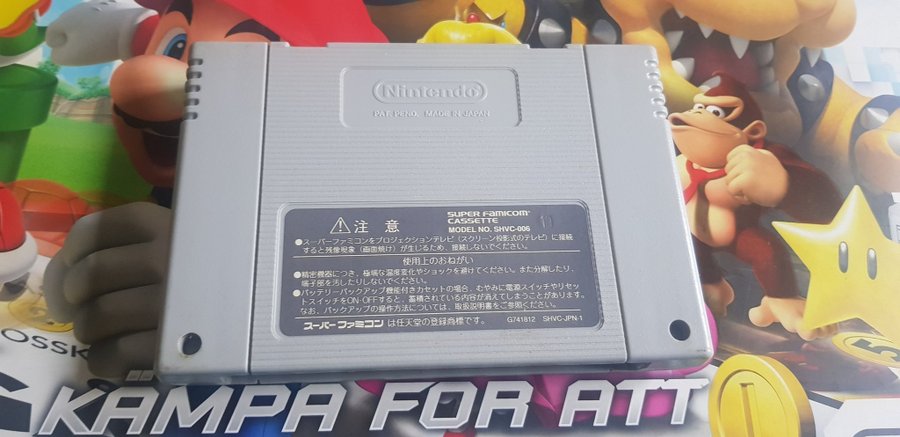 Nintendo
PAT. PEND. MADE IN JAPAN
⚠注 意
SUPER Famicom
CASSETTE
MODEL NO. SHVC-006
11
●スーパーファミコンをプロジェクションテレビ(スクリーン投影式のテレビ)に接続
すると残像現象(画面焼け)が生じるため、接続しないでください。
使用上のおねがい
●精密機器につき、極端な温度変化やショックを避けてください。また分解したり、
端子部を汚したりしないでください。
●バッテリーバックアップ機能付きカセットの場合、むやみに電源スイッチやリセ
ットスイッチをON-OFFすると、蓄積されている内容が消えてしまうことがあります。
なお、バックアップの操作方法については、取扱説明書をご参照ください。
スーパーファミコン は任天堂の登録商標です。
G741812 SHVC-JPN-1
OSSK
KÄMPA FÖR ATT